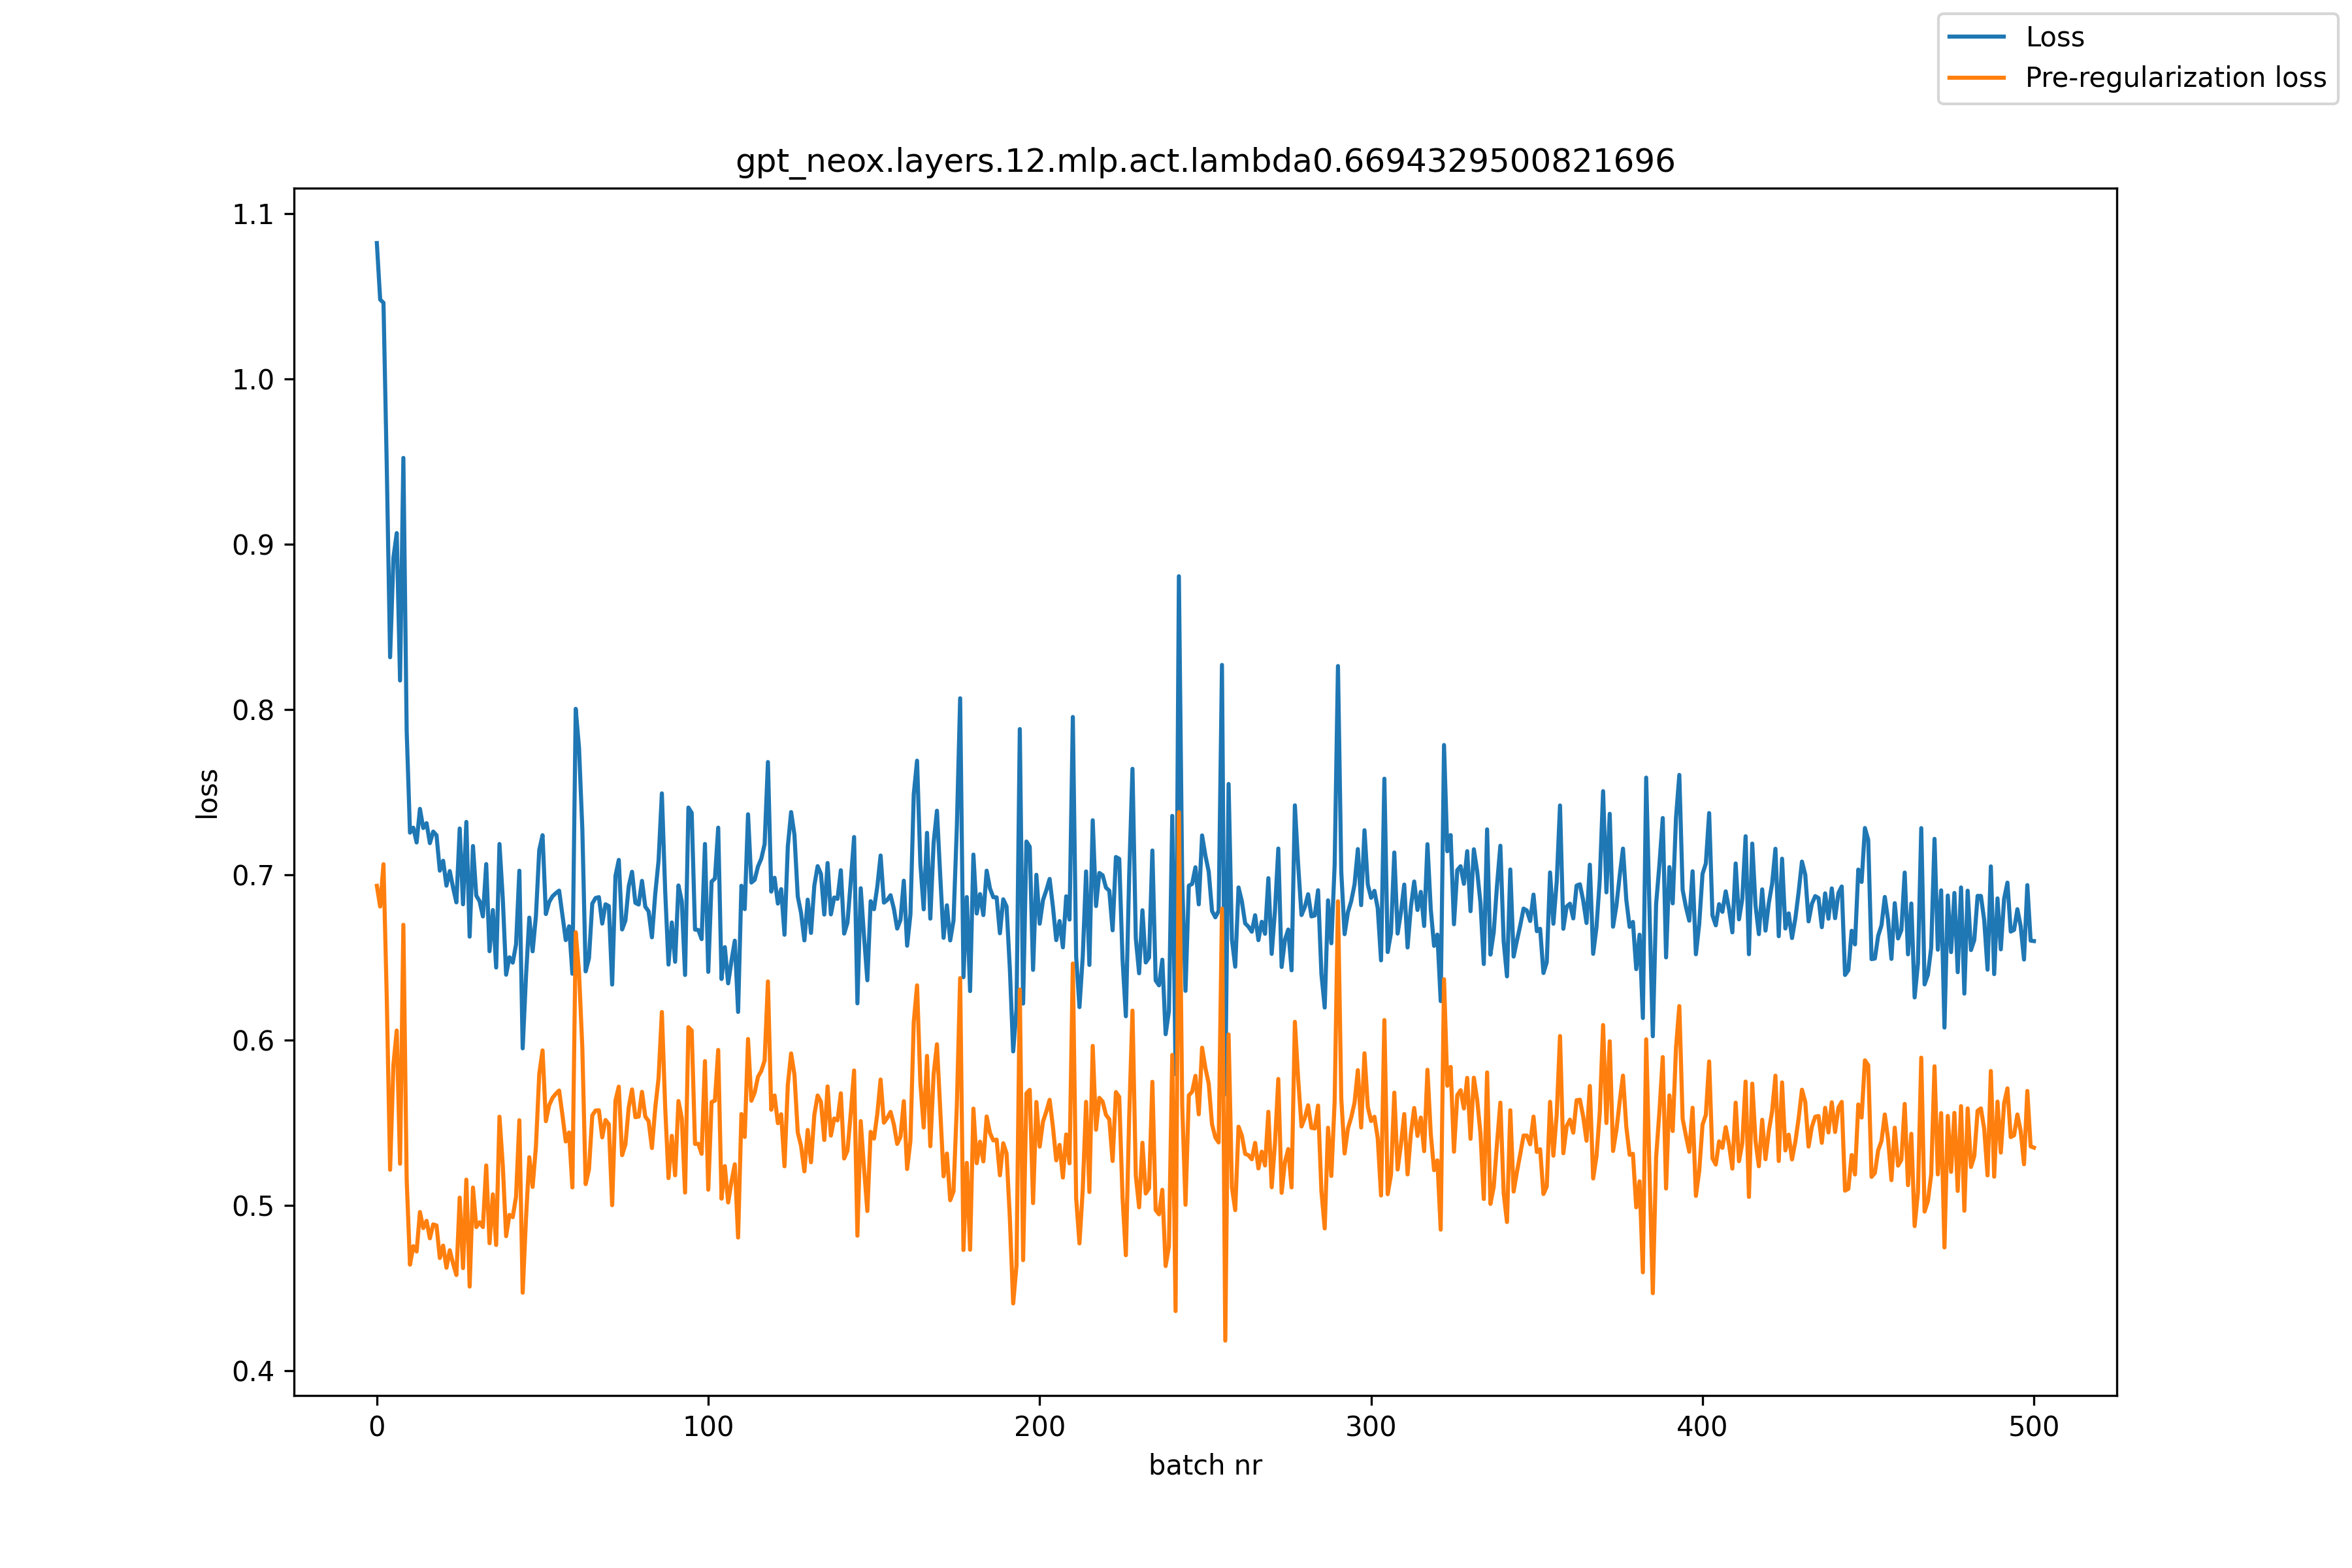 Loss
Pre-regularization loss
gpt_neox.layers.12.mlp.act.lambda0.6694329500821696
1.1
1.0
0.9
0.8
0.7
0.6
0.5
0.4
loss
0 100 200 300 400 500
batch nr